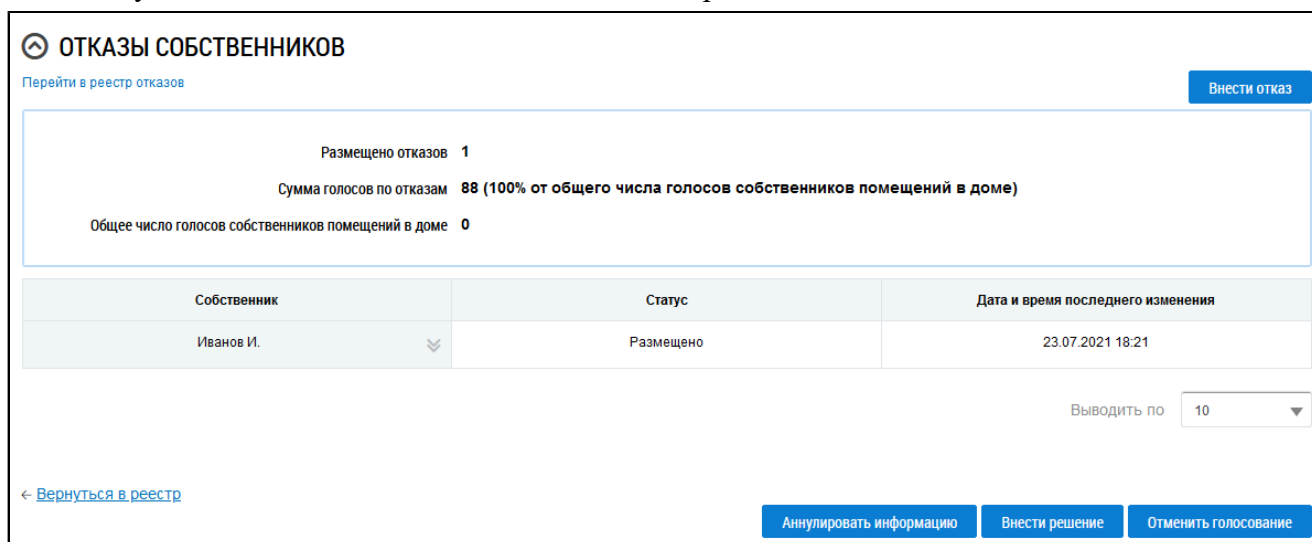 ОТКАЗЫ СОБСТВЕННИКОВ
Перейти в реестр отказов
Внести отказ
Размещено отказов 1
Сумма голосов по отказам 88 (100% от общего числа голосов собственников помещений в доме)
Общее число голосов собственников помещений в доме 0
Собственник Статус Дата и время последнего изменения
Иванов И. Размещено 23.07.2021 18:21
Выводить по 10
← Вернуться в реестр
Аннулировать информацию Внести решение Отменить голосование